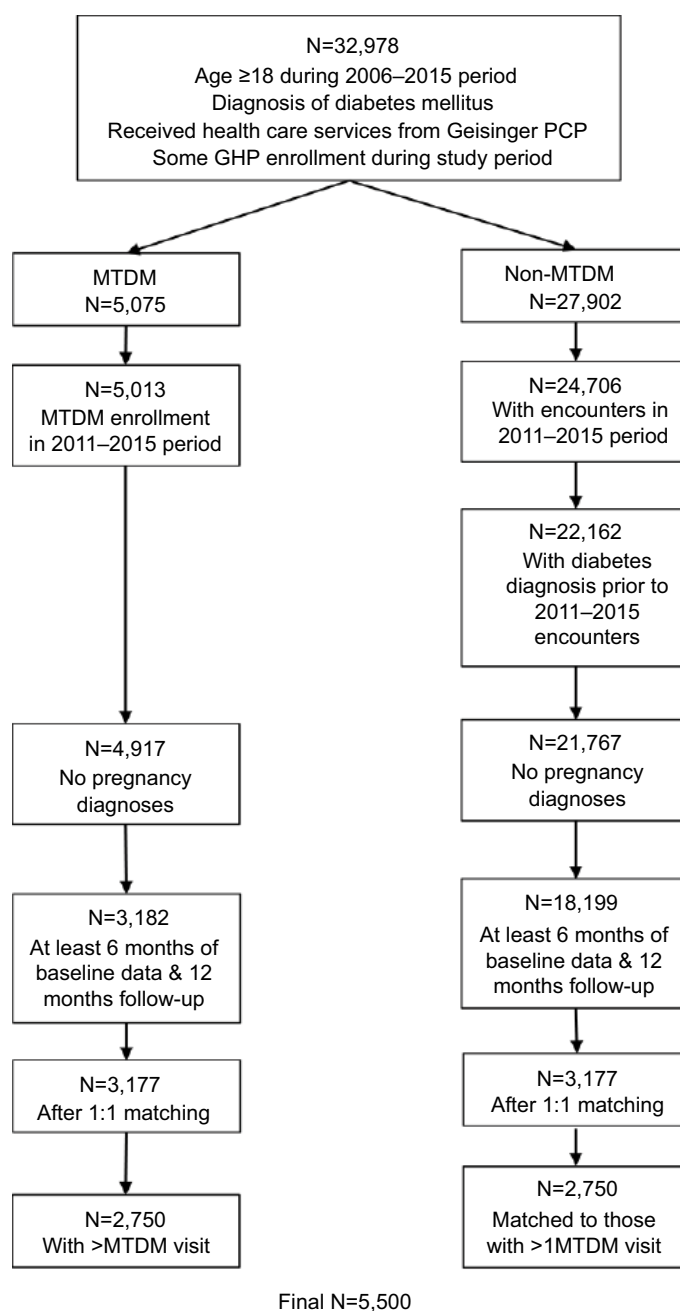 N=32,978
Age ≥18 during 2006–2015 period
Diagnosis of diabetes mellitus
Received health care services from Geisinger PCP
Some GHP enrollment during study period
MTDM
N=5,075
N=5,013
MTDM enrollment
in 2011–2015 period
N=4,917
No pregnancy
diagnoses
N=3,182
At least 6 months of
baseline data & 12
months follow-up
N=3,177
After 1:1 matching
N=2,750
With >MTDM visit
Non-MTDM
N=27,902
N=24,706
With encounters in
2011–2015 period
N=22,162
With diabetes
diagnosis prior to
2011–2015
encounters
N=21,767
No pregnancy
diagnoses
N=18,199
At least 6 months of
baseline data & 12
months follow-up
N=3,177
After 1:1 matching
N=2,750
Matched to those
with >1MTDM visit
Final N=5,500